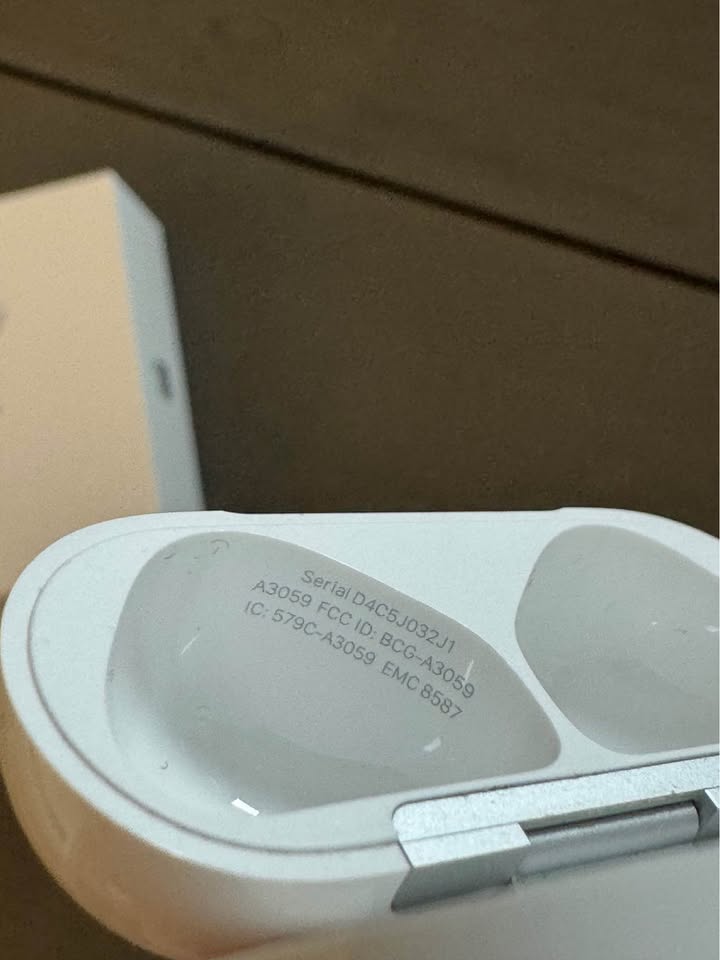 Serial D4C5J032J1
A3059 FCC ID: BCG-A3059
IC: 579C-A3059 EMC 8587